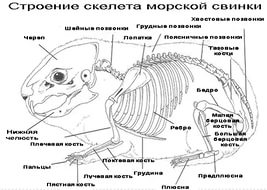 Строение скелета морской свинки
Хвостовые позвонки
Шейные позвонки
Грудные позвонки
Череп
Лопатка
Поясничные позвонки
Тазовые
кости
Бедро
Малая
берцовая
кость
Большая
берцовая
кость
Ребро
Нижняя
челюсть
Плечевая кость
Локтевая кость
Пальцы
Лучевая кость
Грудина
Предплюсна
Пястная кость
Плюсна